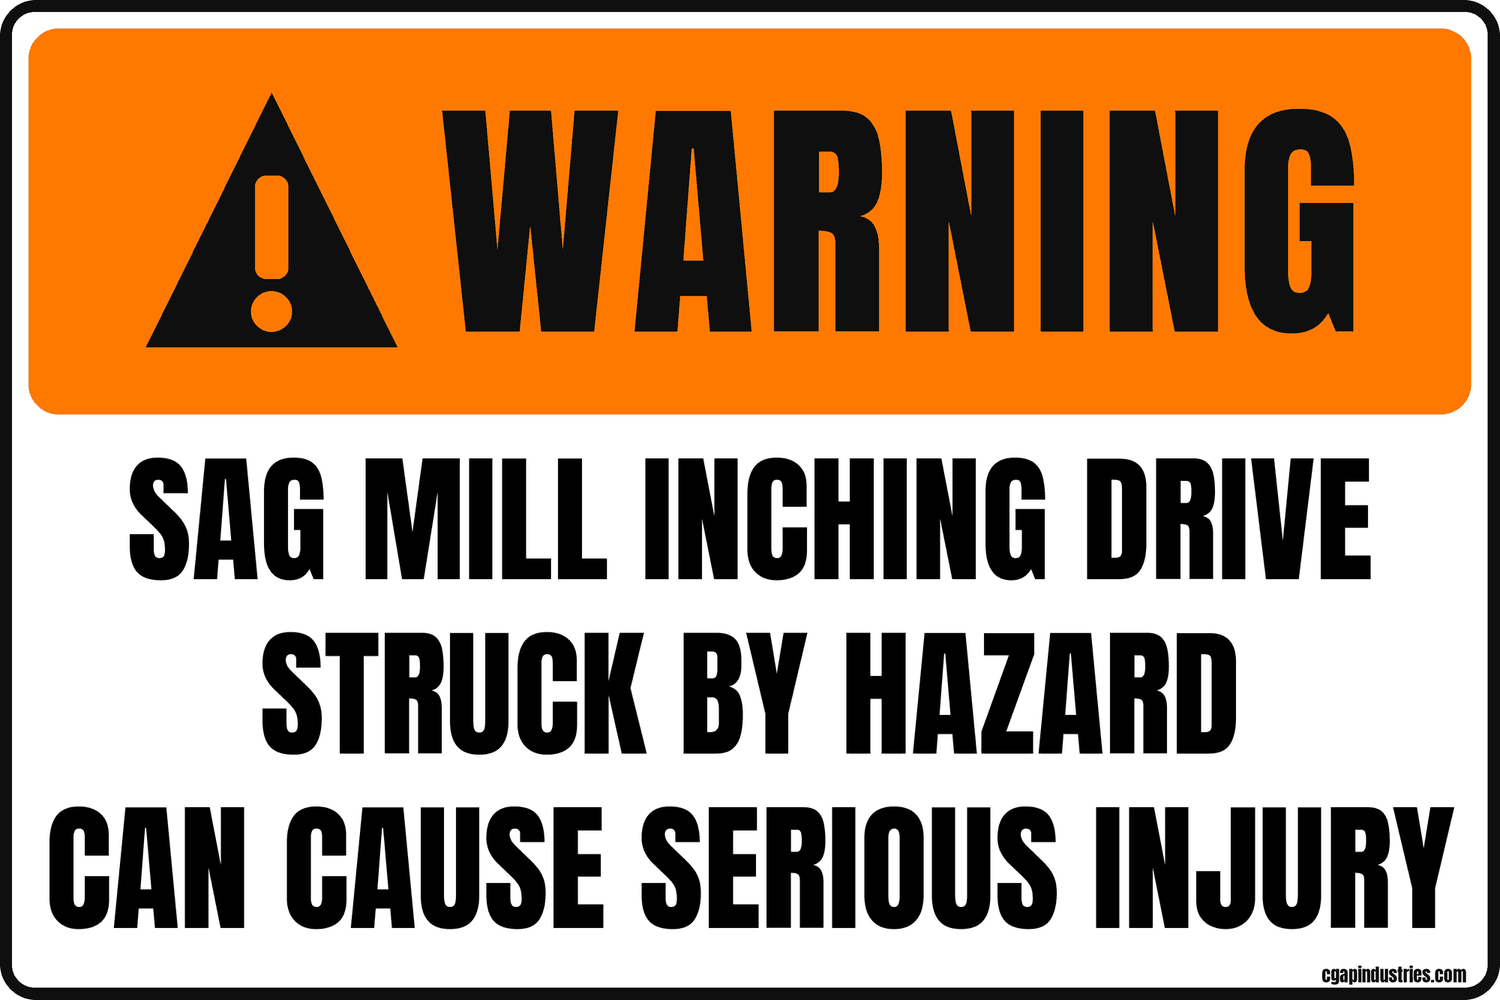 WARNING
SAG MILL INCHING DRIVE
STRUCK BY HAZARD
CAN CAUSE SERIOUS INJURY
cgapindustries.com